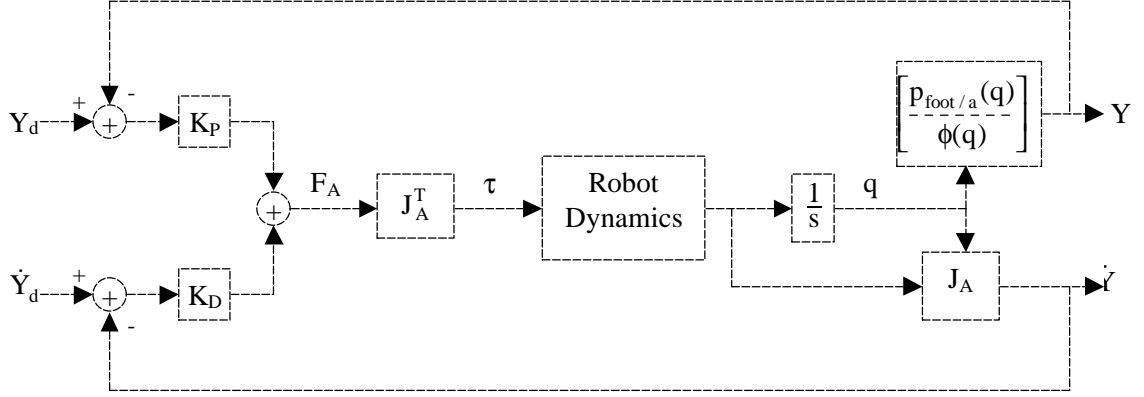 -
+
Y_d
+
K_P
[p_foot/a(q) / φ(q)]
Y
F_A
τ
Robot
Dynamics
q
+
J_A^T
1/s
+
Ẏ_d
+
K_D
-
J_A
Ẏ